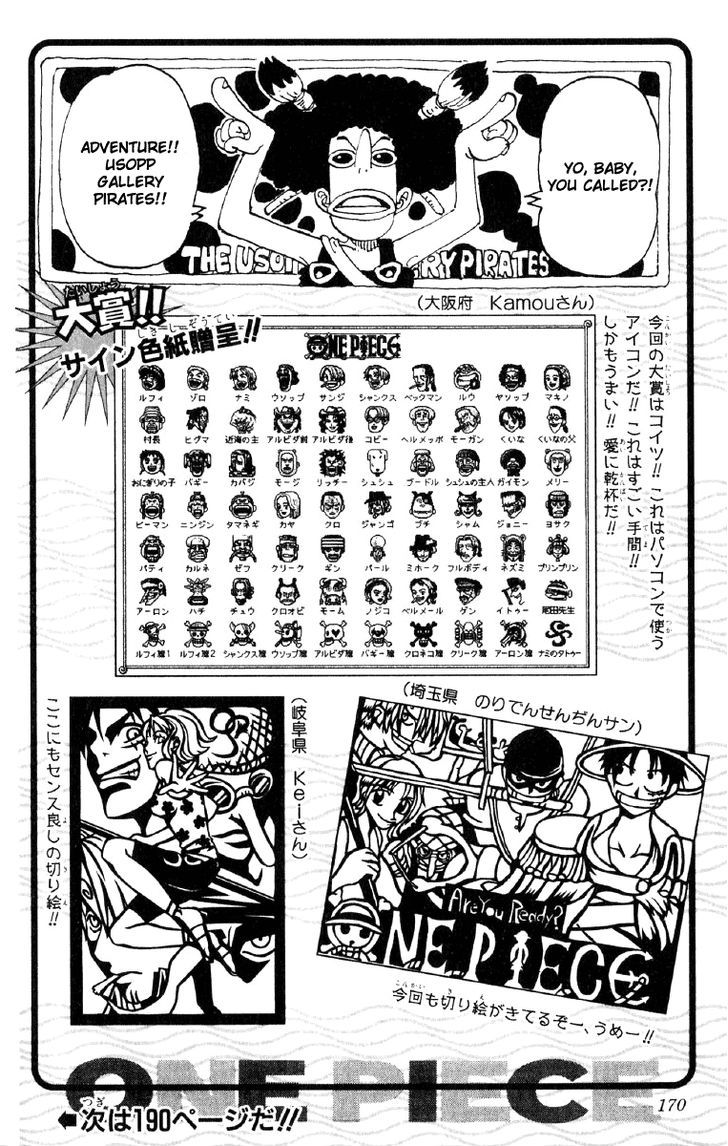 ADVENTURE!!
USOPP
GALLERY
PIRATES!!
YO, BABY,
YOU CALLED?!
THE USO RY PIRATES
(大阪府 Kamouさん)
大賞!!
サイン色紙贈呈!!
今回の大賞はコイツ!! これはパソコンで使う
アイコンだ!! これはすごい手間!!
しかもうまい!! 愛に乾杯だ!!
ONE PIECE
ルフィ ゾロ ナミ ウソップ サンジ シャンクス ベックマン ルウ ヤソップ マキノ
村長 ヒグマ 近海の主 アルビダ前 アルビダ後 コビー ヘルメッポ モーガン くいな くいなの父
おにぎりの子 バギー カバジ モージ リッチー シュシュ ブードル シュシュの主人 ガイモン メリー
ピーマン ニンジン タマネギ カヤ クロ ジャンゴ ブチ シャム ジョニー ヨサク
パティ カルネ ゼフ クリーク ギン パール ミホーク フルボディ ネズミ プリンプリン
アーロン ハチ チュウ クロオビ モーム ノジコ ベルメール ゲン イトゥー 尾田先生
ルフィ旗1 ルフィ旗2 シャンクス旗 ウソップ旗 アルビダ旗 バギー旗 クロネコ旗 クリーク旗 アーロン旗 ナミのタトゥー
(埼玉県 のりでんせんぢんサン)
Are You Ready?
ONE PIECE
今回も切り絵がきてるぞー、うめー!!
(岐阜県 Keiさん)
ここにもセンス良しの切り絵!!
ONE PIECE
次は190ページだ!!
170